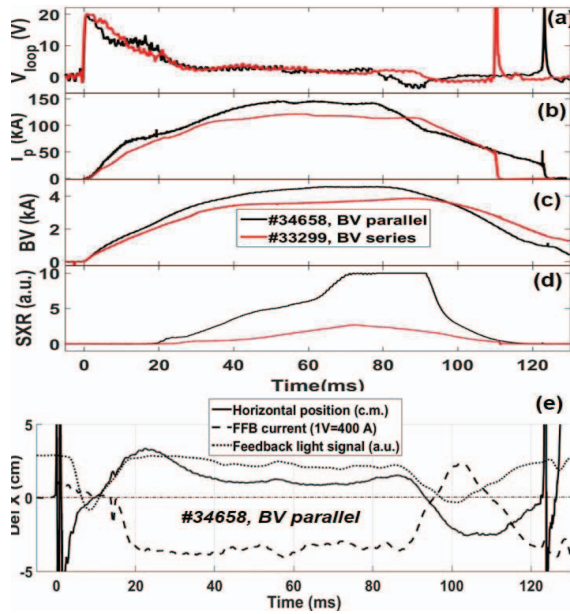 (a)
20
10
0
V_loop (V)
(b)
150
100
50
0
I_p (kA)
(c)
4
2
0
BV (kA)
#34658, BV parallel
#33299, BV series
(d)
10
5
0
SXR (a.u.)
0 20 40 60 80 100 120
Time(ms)
(e)
Horizontal position (c.m.)
FFB current (1V=400 A)
Feedback light signal (a.u.)
5
0
-5
Del X (cm)
#34658, BV parallel
0 20 40 60 80 100 120
Time (ms)